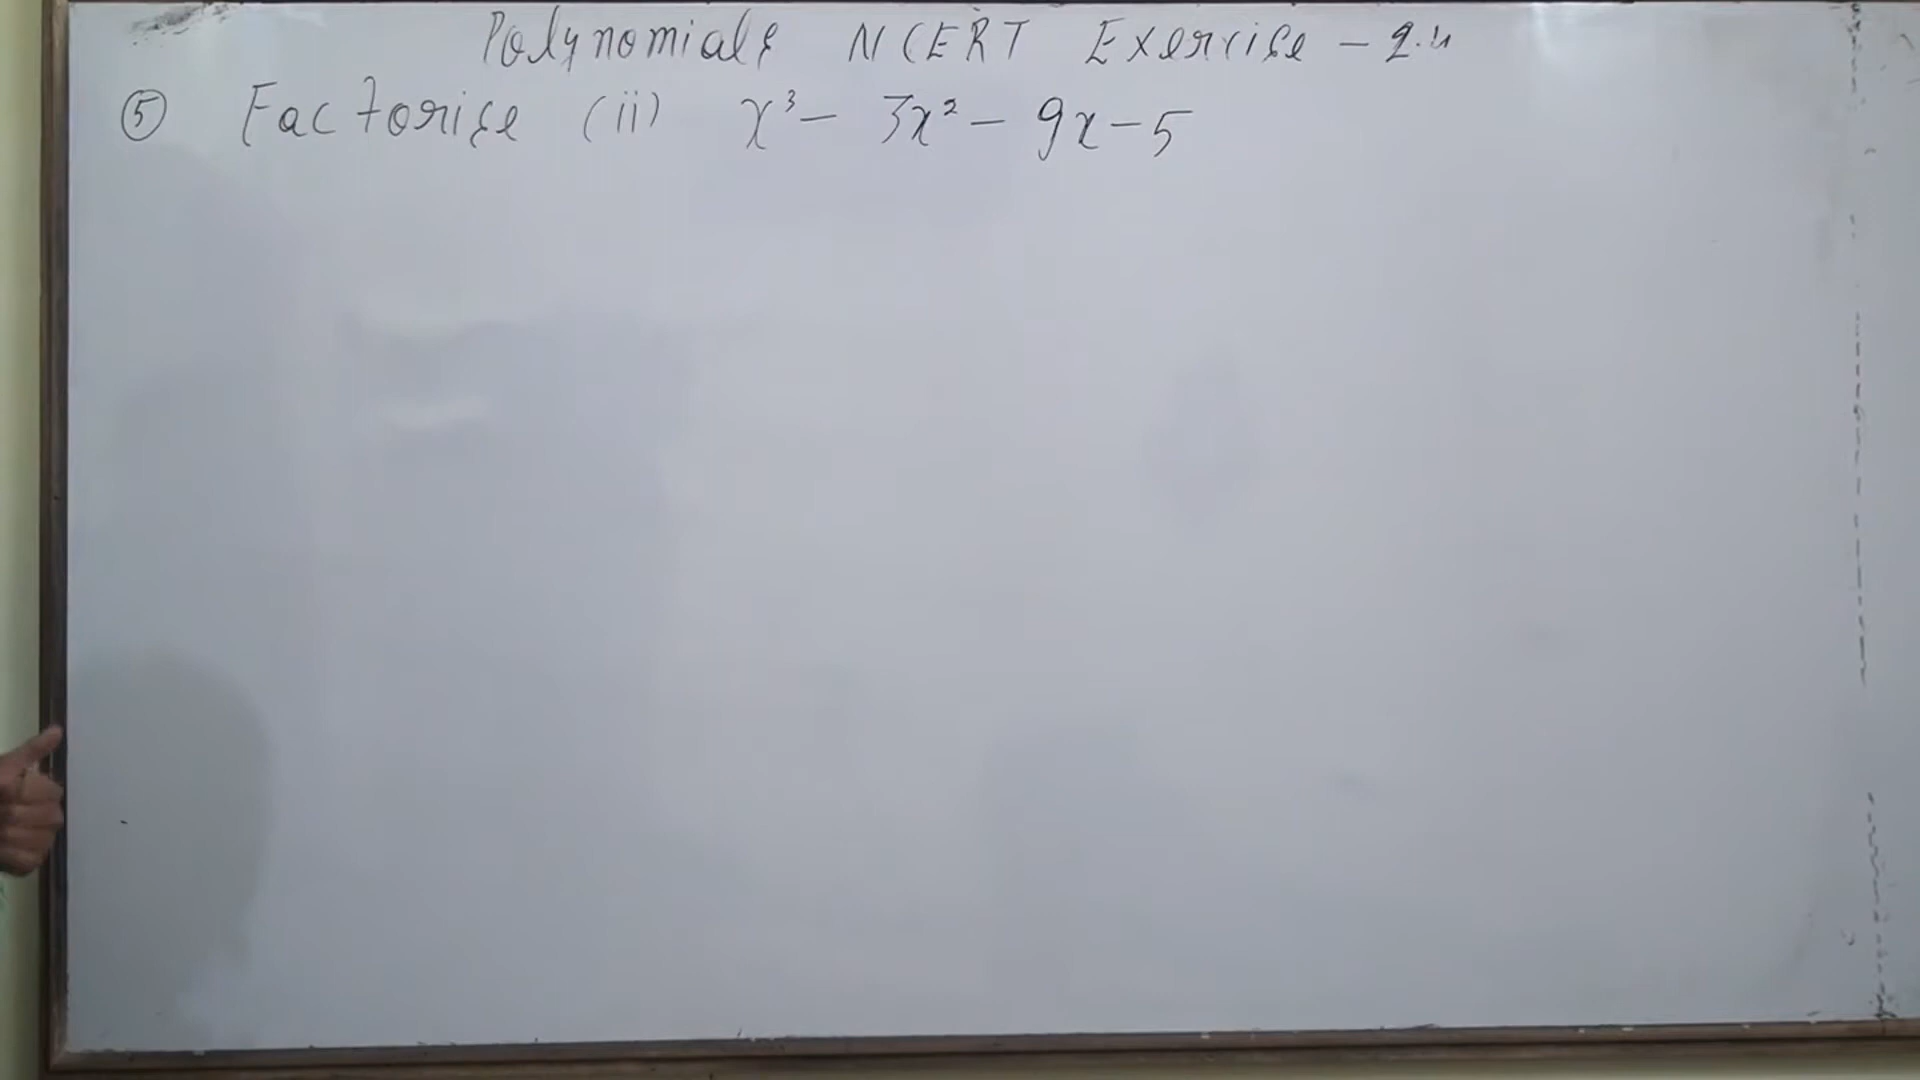 Polynomials NCERT Exercise - 2.4
⑤ Factorise (ii) x³ - 3x² - 9x - 5